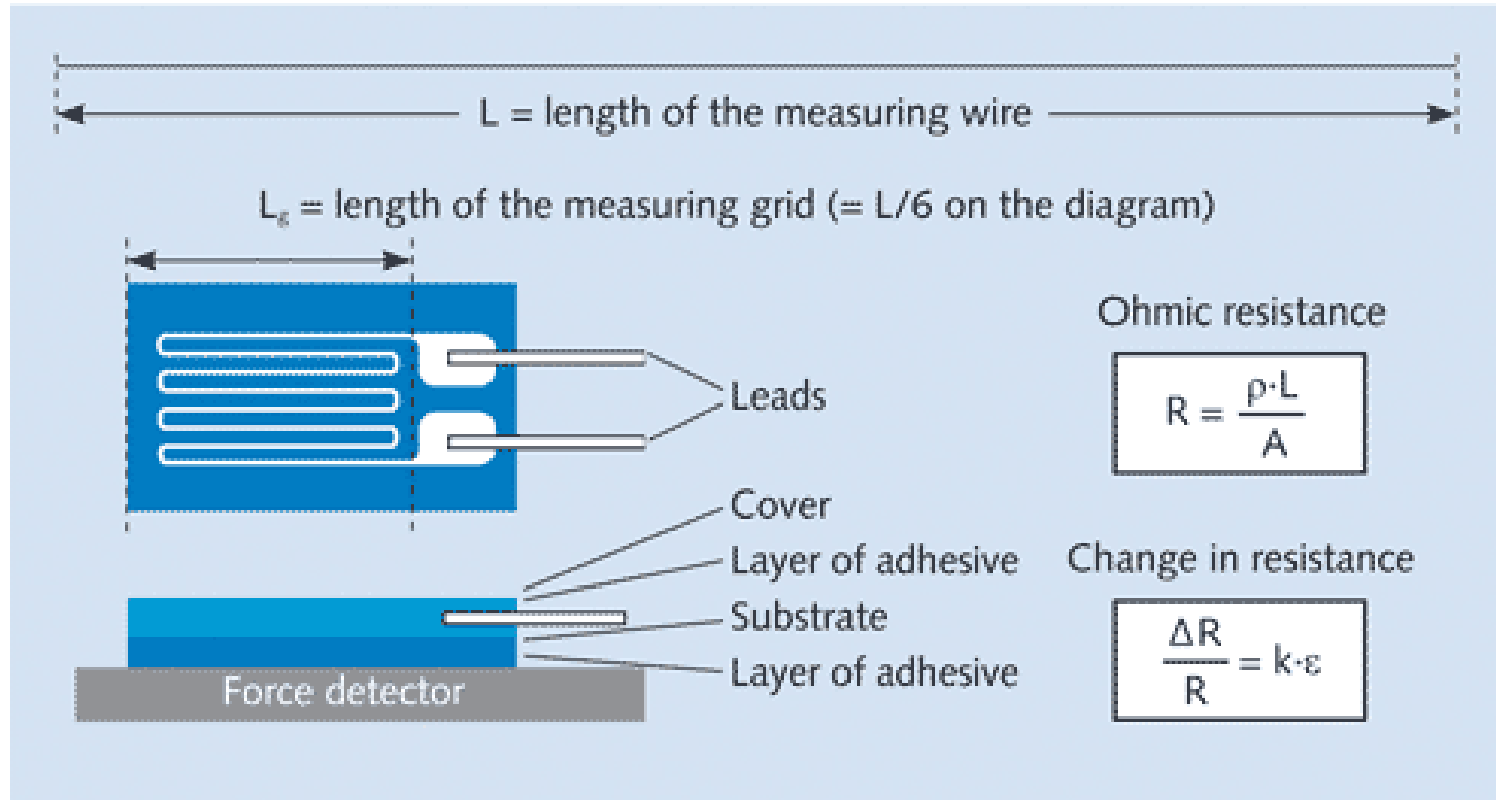 L = length of the measuring wire
Lg = length of the measuring grid (= L/6 on the diagram)
Ohmic resistance
R = ρ·L / A
Leads
Cover
Layer of adhesive
Substrate
Layer of adhesive
Force detector
Change in resistance
ΔR / R = k·ε